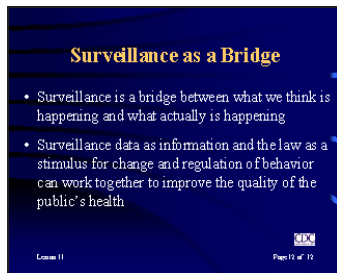 Surveillance as a Bridge
• Surveillance is a bridge between what we think is
happening and what actually is happening
• Surveillance data as information and the law as a
stimulus for change and regulation of behavior
can work together to improve the quality of the
public's health
CDC
Lesson 11
Page 12 of 12